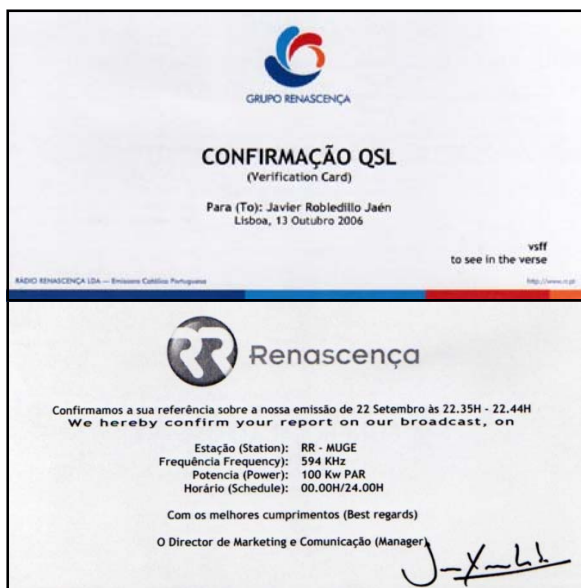 GRUPO RENASCENÇA
CONFIRMAÇÃO QSL
(Verification Card)
Para (To): Javier Robledillo Jaén
Lisboa, 13 Outubro 2006
vsff
to see in the verse
RÁDIO RENASCENÇA LDA — Emissora Católica Portuguesa
http://www.rr.pt
RR Renascença
Confirmamos a sua referência sobre a nossa emissão de 22 Setembro às 22.35H - 22.44H
We hereby confirm your report on our broadcast, on
Estação (Station): RR - MUGE
Frequência Frequency): 594 KHz
Potencia (Power): 100 Kw PAR
Horário (Schedule): 00.00H/24.00H
Com os melhores cumprimentos (Best regards)
O Director de Marketing e Comunicação (Manager)